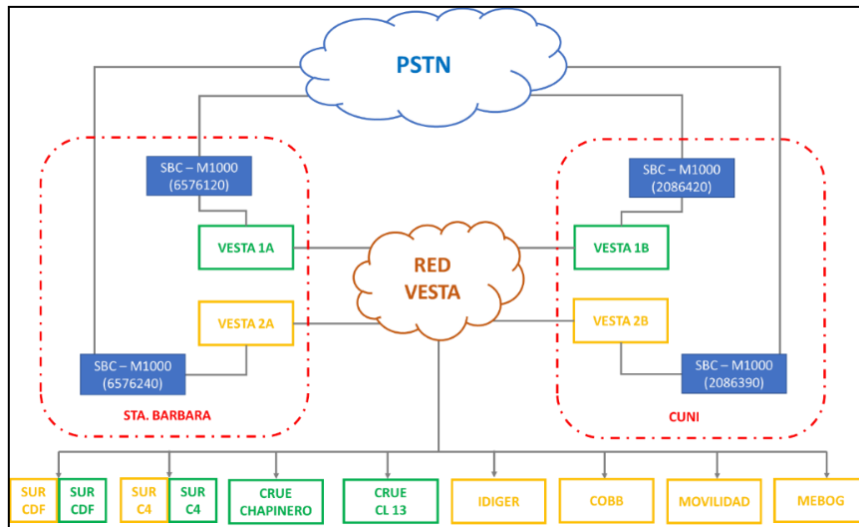 PSTN
SBC – M1000
(6576120)
SBC – M1000
(2086420)
VESTA 1A
RED
VESTA
VESTA 1B
VESTA 2A
VESTA 2B
SBC – M1000
(6576240)
SBC – M1000
(2086390)
STA. BARBARA
CUNI
SUR
CDF
SUR
CDF
SUR
C4
SUR
C4
CRUE
CHAPINERO
CRUE
CL 13
IDIGER
COBB
MOVILIDAD
MEBOG